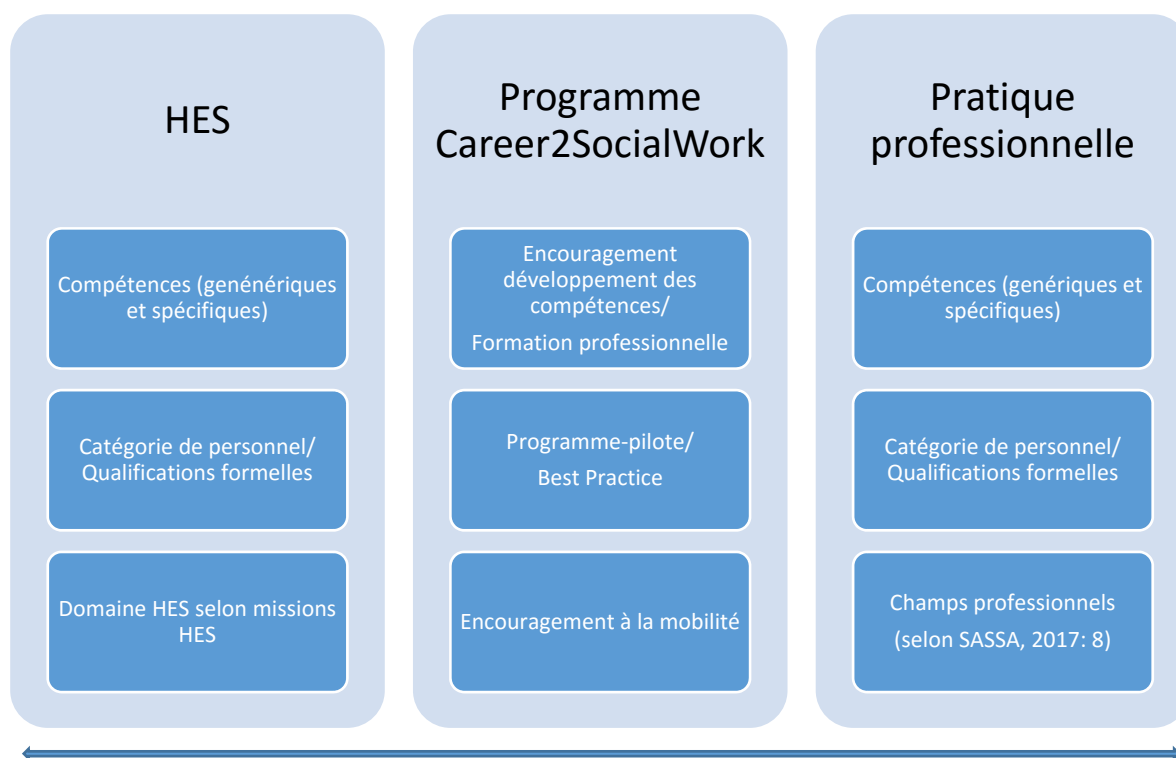 HES
Compétences (genénériques
et spécifiques)
Catégorie de personnel/
Qualifications formelles
Domaine HES selon missions
HES
Programme
Career2SocialWork
Encouragement
développement des
compétences/
Formation professionnelle
Programme-pilote/
Best Practice
Encouragement à la mobilité
Pratique
professionnelle
Compétences (genériques et
spécifiques)
Catégorie de personnel/
Qualifications formelles
Champs professionnels
(selon SASSA, 2017: 8)